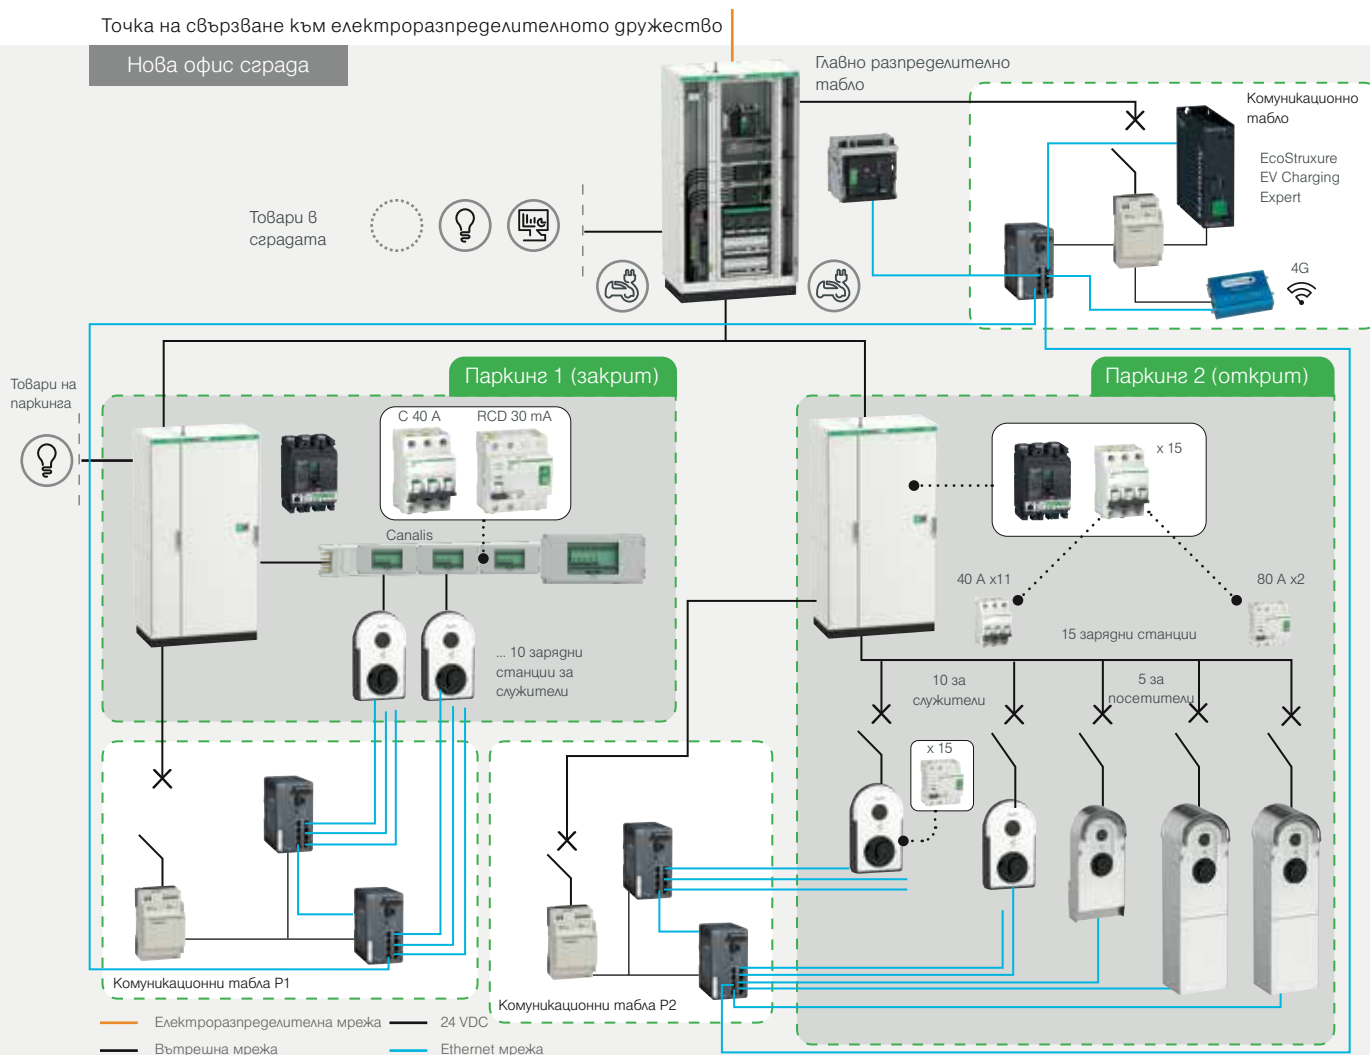 Точка на свързване към електроразпределителното дружество
Нова офис сграда
Главно разпределително
табло
Комуникационно
табло
EcoStruxure
EV Charging
Expert
Товари в
сградата
4G
Товари на
паркинга
Паркинг 1 (закрит)
C 40 A
RCD 30 mA
Canalis
... 10 зарядни
станции за
служители
Паркинг 2 (открит)
x 15
40 A x11
80 A x2
15 зарядни станции
10 за
служители
5 за
посетители
x 15
Комуникационни табла P1
Комуникационни табла P2
Електроразпределителна мрежа
24 VDC
Вътрешна мрежа
Ethernet мрежа